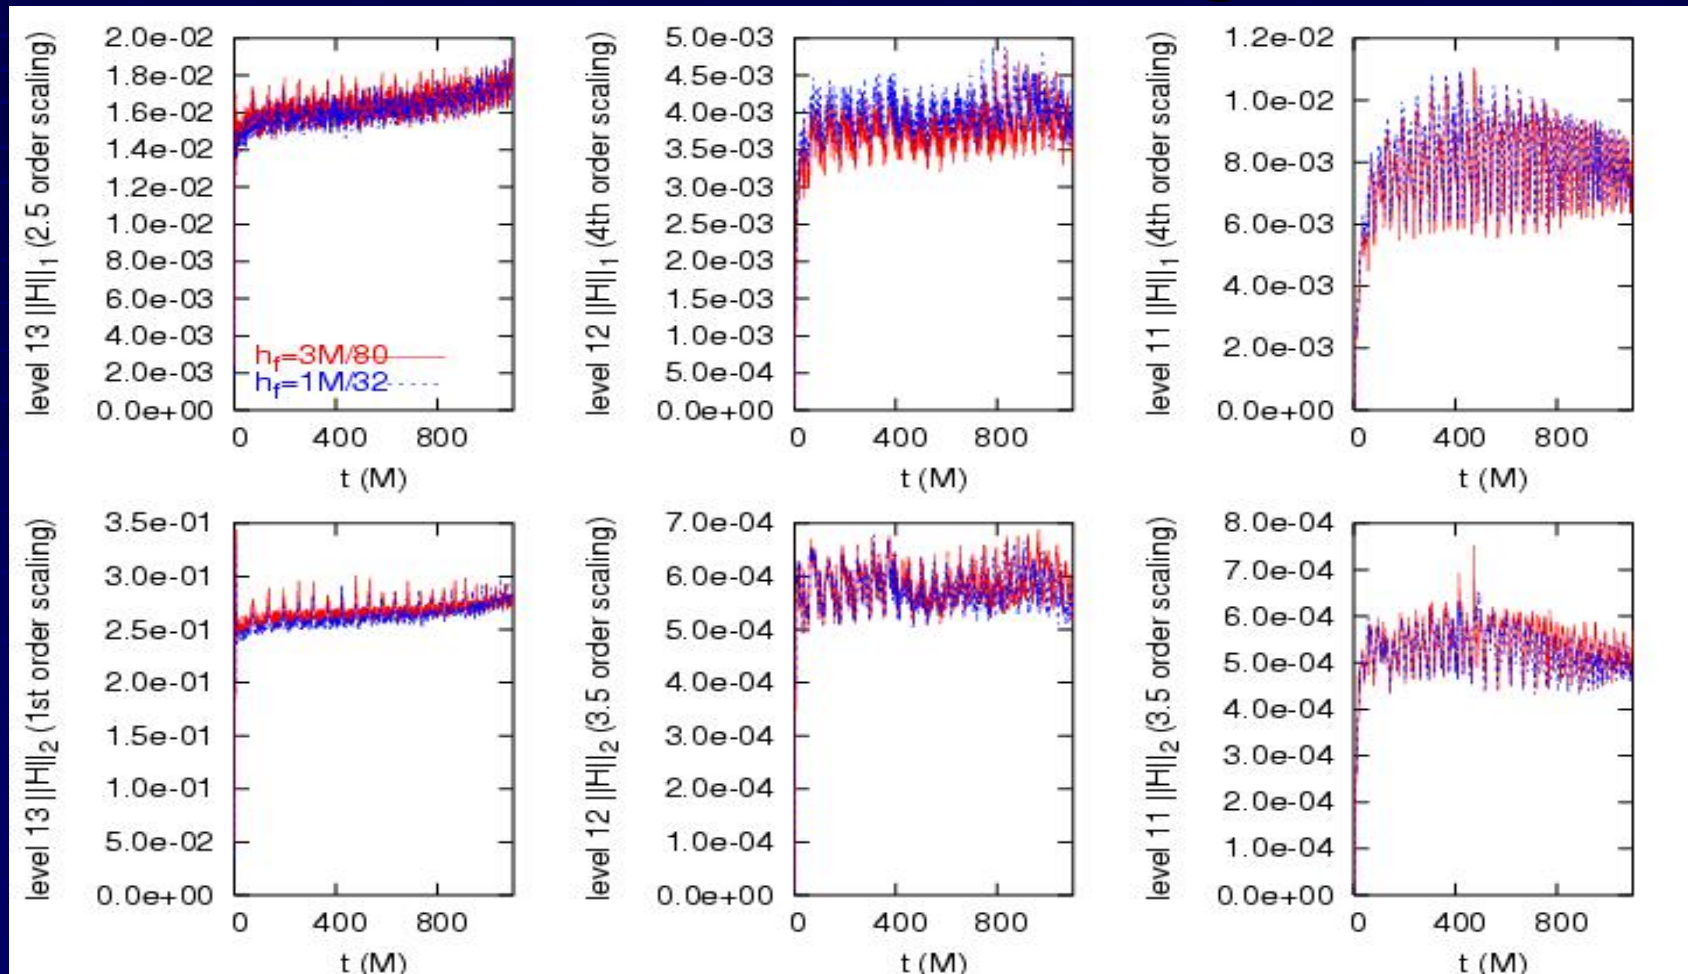 level 13 ||H||₁ (2.5 order scaling)
2.0e-02
1.8e-02
1.6e-02
1.4e-02
1.2e-02
1.0e-02
8.0e-03
6.0e-03
4.0e-03
2.0e-03
0.0e+00
h_f=3M/80
h_f=1M/32
0 400 800
t (M)
level 12 ||H||₁ (4th order scaling)
5.0e-03
4.5e-03
4.0e-03
3.5e-03
3.0e-03
2.5e-03
2.0e-03
1.5e-03
1.0e-03
5.0e-04
0.0e+00
0 400 800
t (M)
level 11 ||H||₁ (4th order scaling)
1.2e-02
1.0e-02
8.0e-03
6.0e-03
4.0e-03
2.0e-03
0.0e+00
0 400 800
t (M)
level 13 ||H||₂ (1st order scaling)
3.5e-01
3.0e-01
2.5e-01
2.0e-01
1.5e-01
1.0e-01
5.0e-02
0.0e+00
0 400 800
t (M)
level 12 ||H||₂ (3.5 order scaling)
7.0e-04
6.0e-04
5.0e-04
4.0e-04
3.0e-04
2.0e-04
1.0e-04
0.0e+00
0 400 800
t (M)
level 11 ||H||₂ (3.5 order scaling)
8.0e-04
7.0e-04
6.0e-04
5.0e-04
4.0e-04
3.0e-04
2.0e-04
1.0e-04
0.0e+00
0 400 800
t (M)